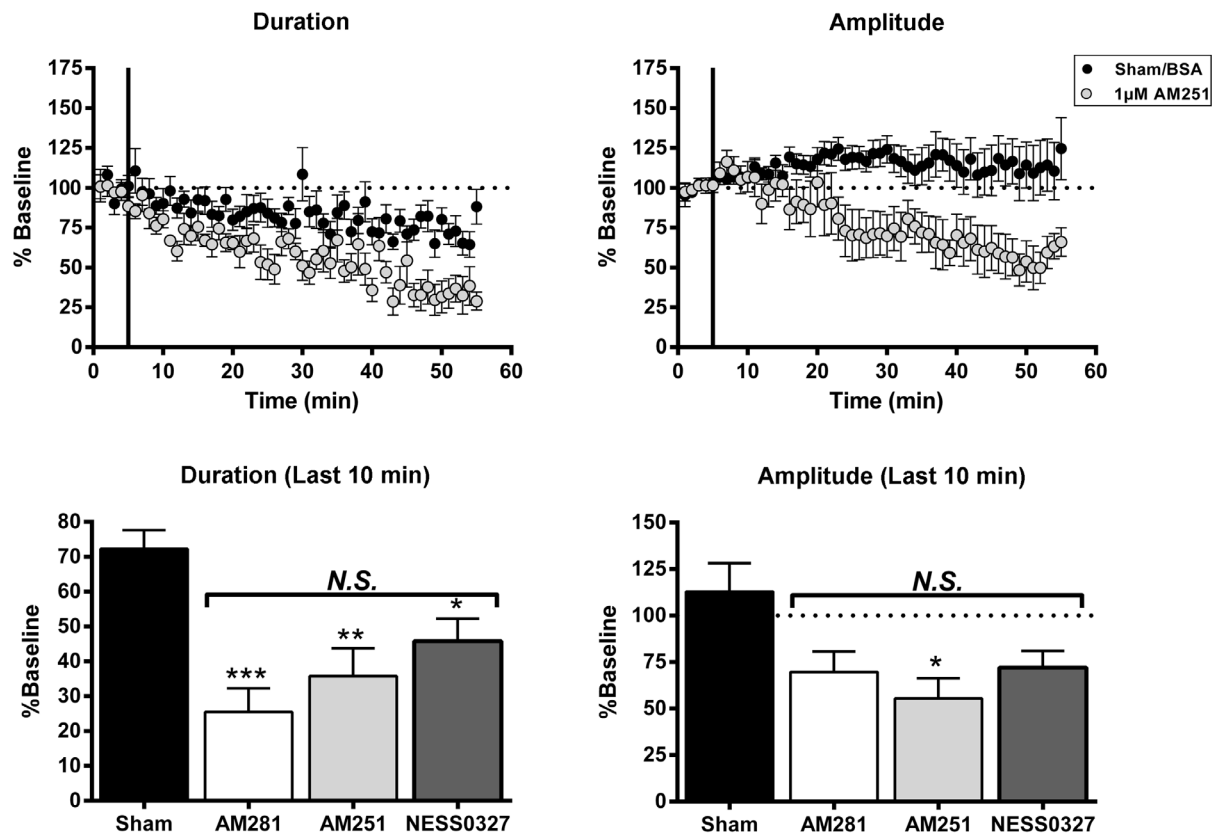 Duration
% Baseline
175
150
125
100
75
50
25
0
0 10 20 30 40 50 60
Time (min)
Amplitude
% Baseline
175
150
125
100
75
50
25
0
0 10 20 30 40 50 60
Time (min)
Sham/BSA
1µM AM251
Duration (Last 10 min)
%Baseline
80
70
60
50
40
30
20
10
0
N.S.
***
**
*
Sham AM281 AM251 NESS0327
Amplitude (Last 10 min)
%Baseline
150
125
100
75
50
25
0
N.S.
*
Sham AM281 AM251 NESS0327